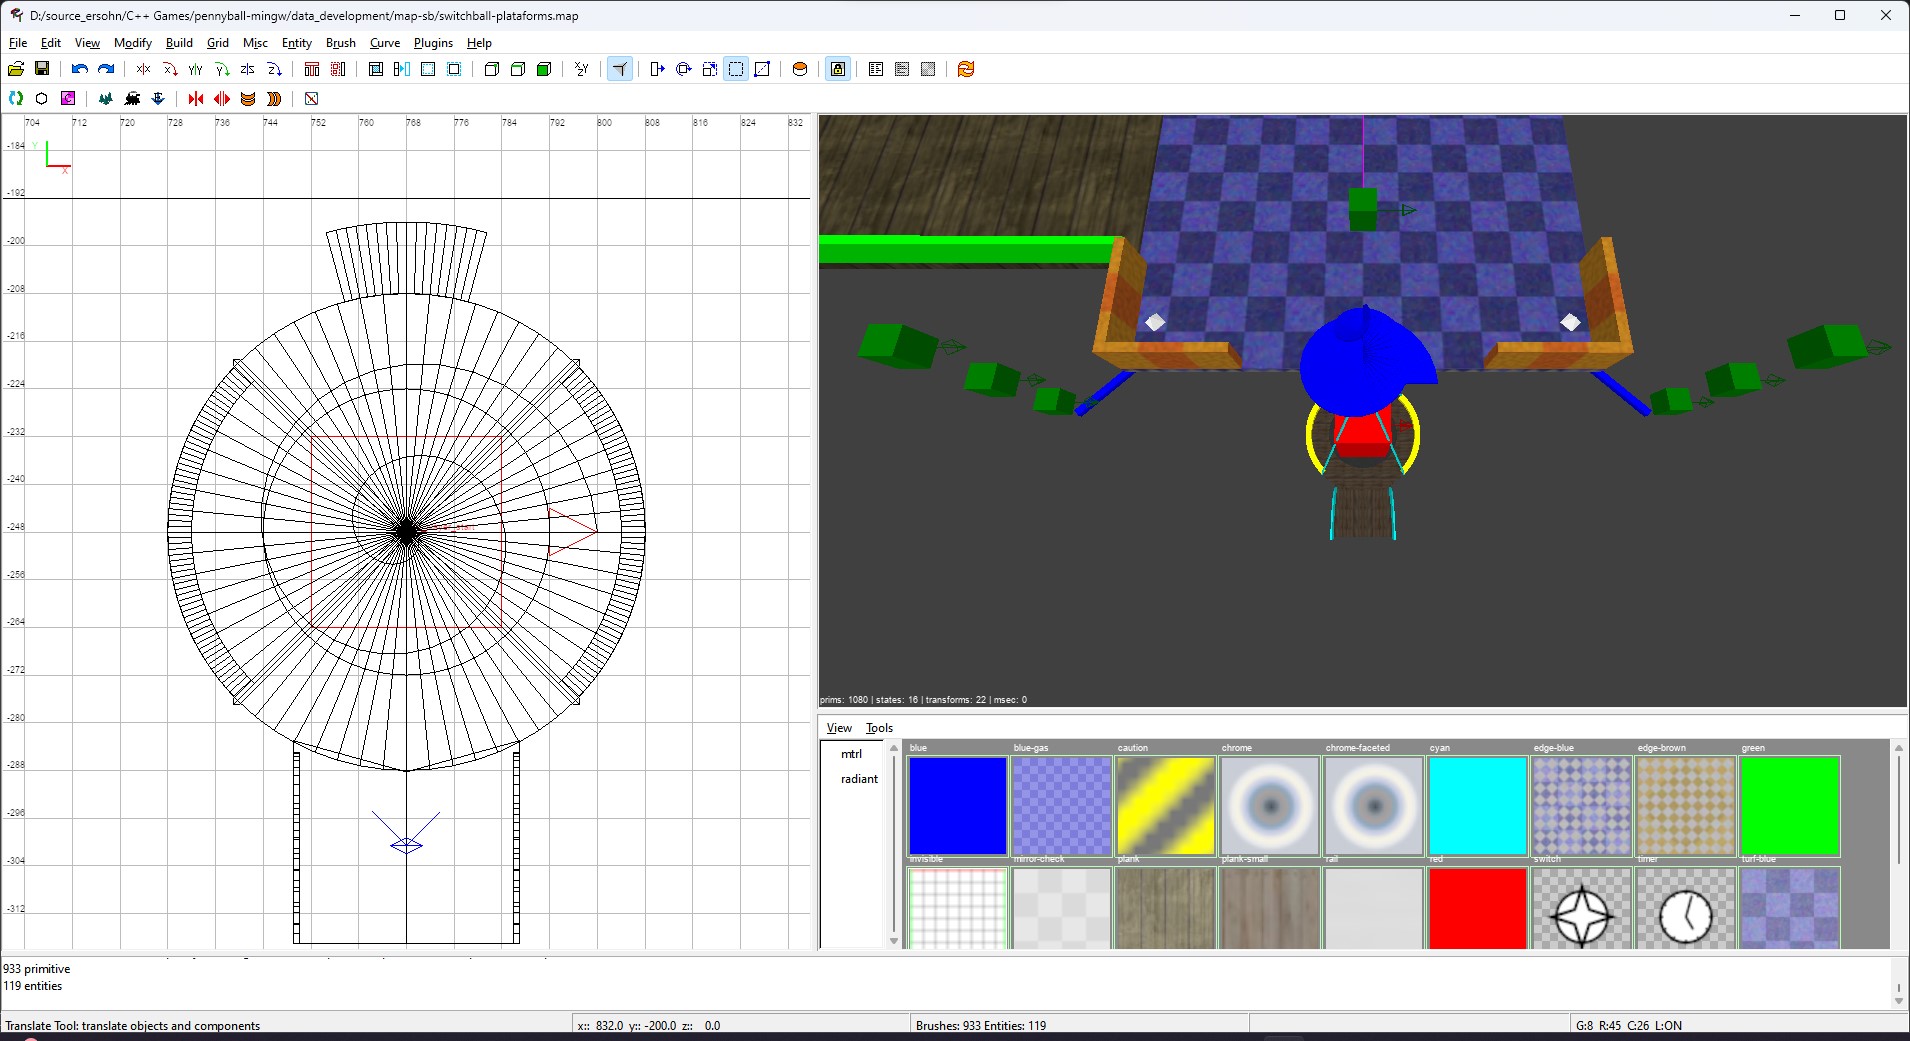 D:/source_ersohn/C++ Games/pennyball-mingw/data_development/map-sb/switchball-plataforms.map
File Edit View Modify Build Grid Misc Entity Brush Curve Plugins Help
704 712 720 728 736 744 752 760 768 776 784 792 800 808 816 824 832
-184
Y
X
-192
-200
-208
-216
-224
-232
-240
-248
-256
-264
-272
-280
-288
-296
-304
-312
prims: 1080 | states: 16 | transforms: 22 | msec: 0
View Tools
mtrl
radiant
blue blue-gas caution chrome chrome-faceted cyan edge-blue edge-brown green
invisible mirror-check plank plank-small rail red switch timer turf-blue
933 primitive
119 entities
Translate Tool: translate objects and components
x:: 832.0 y:: -200.0 z:: 0.0
Brushes: 933 Entities: 119
G:8 R:45 C:26 L:ON